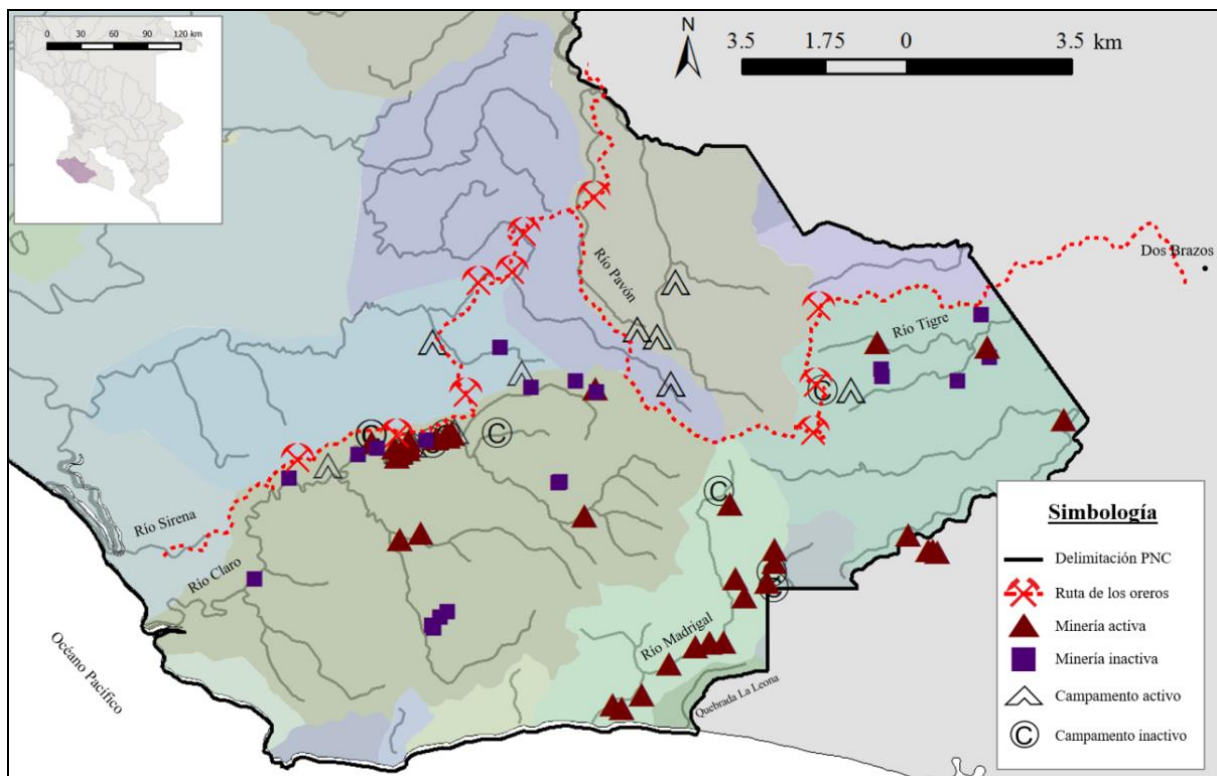 0 30 60 90 120 km
N
3.5 1.75 0 3.5 km
Dos Brazos
Río Pavón
Río Tigre
Río Sirena
Río Claro
Río Madrigal
Quebrada La Leona
Océano Pacífico
Simbología
Delimitación PNC
Ruta de los oreros
Minería activa
Minería inactiva
Campamento activo
C Campamento inactivo